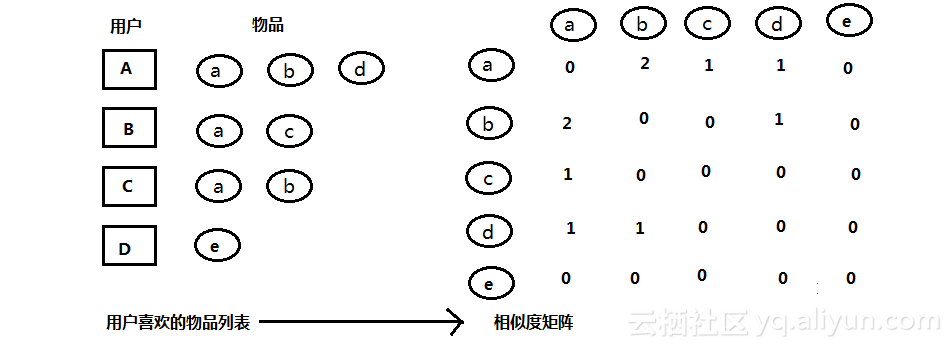 用户 物品
A a b d
B a c
C a b
D e
用户喜欢的物品列表
a b c d e
a 0 2 1 1 0
b 2 0 0 1 0
c 1 0 0 0 0
d 1 1 0 0 0
e 0 0 0 0 0
相似度矩阵
云栖社区 yq.aliyun.com